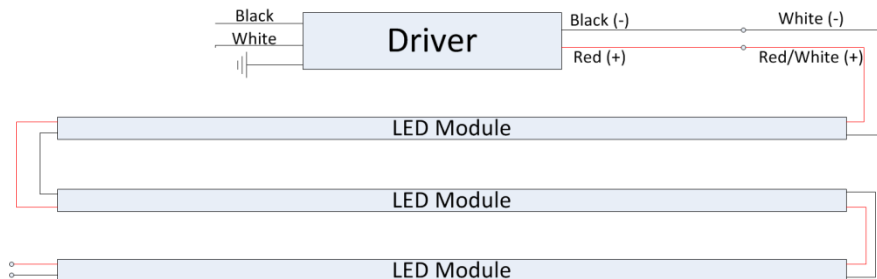 Black
White
Driver
Black (-)
Red (+)
White (-)
Red/White (+)
LED Module
LED Module
LED Module